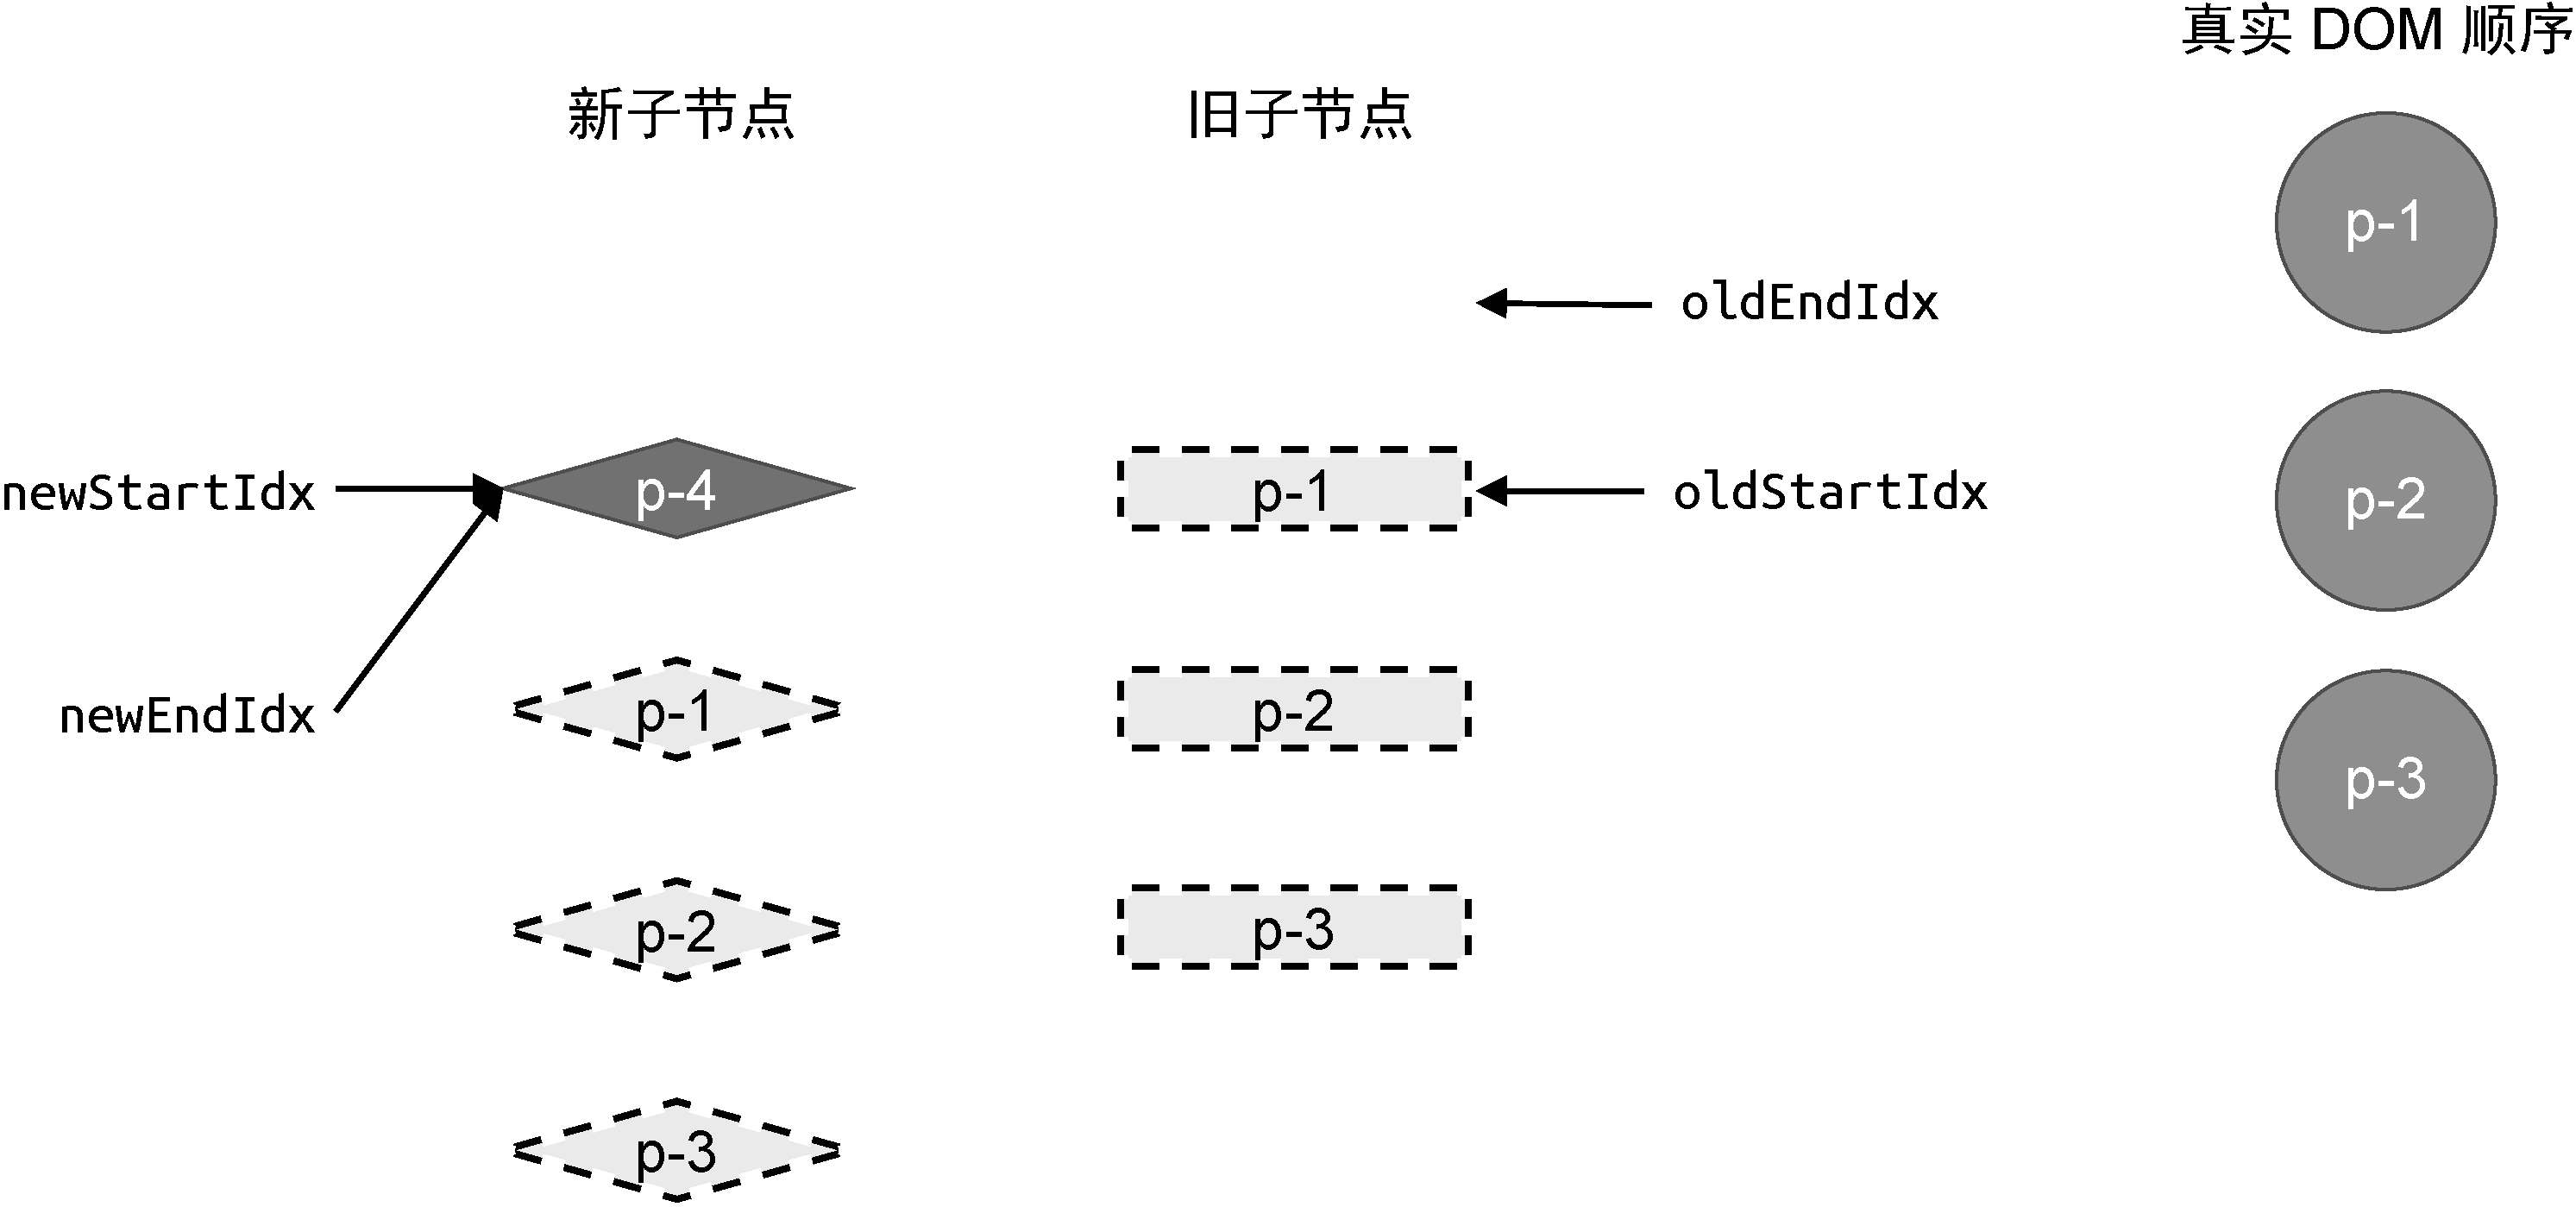 真实 DOM 顺序
新子节点
旧子节点
p-1
oldEndIdx
newStartIdx
p-4
p-1
oldStartIdx
p-2
newEndIdx
p-1
p-2
p-3
p-2
p-3
p-3